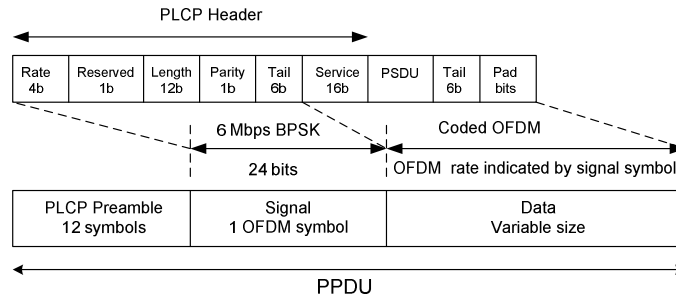 PLCP Header
Rate Reserved Length Parity Tail Service PSDU Tail Pad
4b 1b 12b 1b 6b 16b 6b bits
6 Mbps BPSK Coded OFDM
24 bits OFDM rate indicated by signal symbol
PLCP Preamble Signal Data
12 symbols 1 OFDM symbol Variable size
PPDU